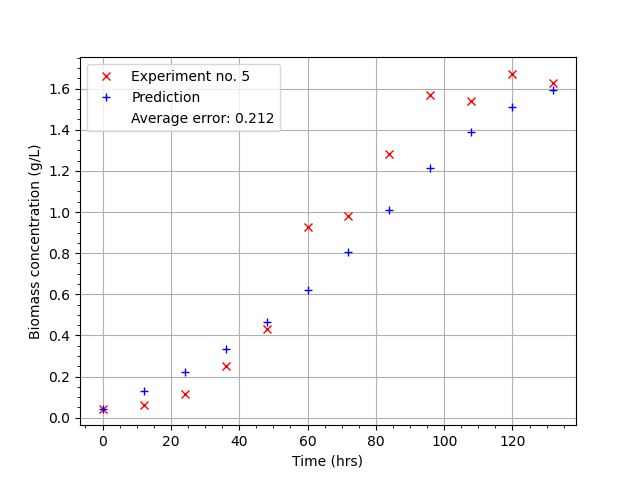 Experiment no. 5
Prediction
Average error: 0.212
1.6
1.4
1.2
1.0
0.8
0.6
0.4
0.2
0.0
Biomass concentration (g/L)
0 20 40 60 80 100 120
Time (hrs)